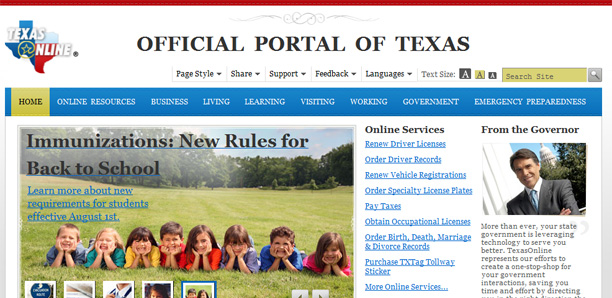 TEXAS
ONLINE ®
OFFICIAL PORTAL OF TEXAS
Page Style Share Support Feedback Languages Text Size: A A A Search Site
HOME ONLINE RESOURCES BUSINESS LIVING LEARNING VISITING WORKING GOVERNMENT EMERGENCY PREPAREDNESS
Immunizations: New Rules for
Back to School
Learn more about new
requirements for students
effective August 1st.
Online Services
Renew Driver Licenses
Order Driver Records
Renew Vehicle Registrations
Order Specialty License Plates
Pay Taxes
Obtain Occupational Licenses
Order Birth, Death, Marriage
& Divorce Records
Purchase TXTag Tollway
Sticker
More Online Services...
From the Governor
More than ever, your state
government is leveraging
technology to serve you
better. TexasOnline
represents our efforts to
create a one-stop-shop for
your government
interactions, saving you
time and effort by directing